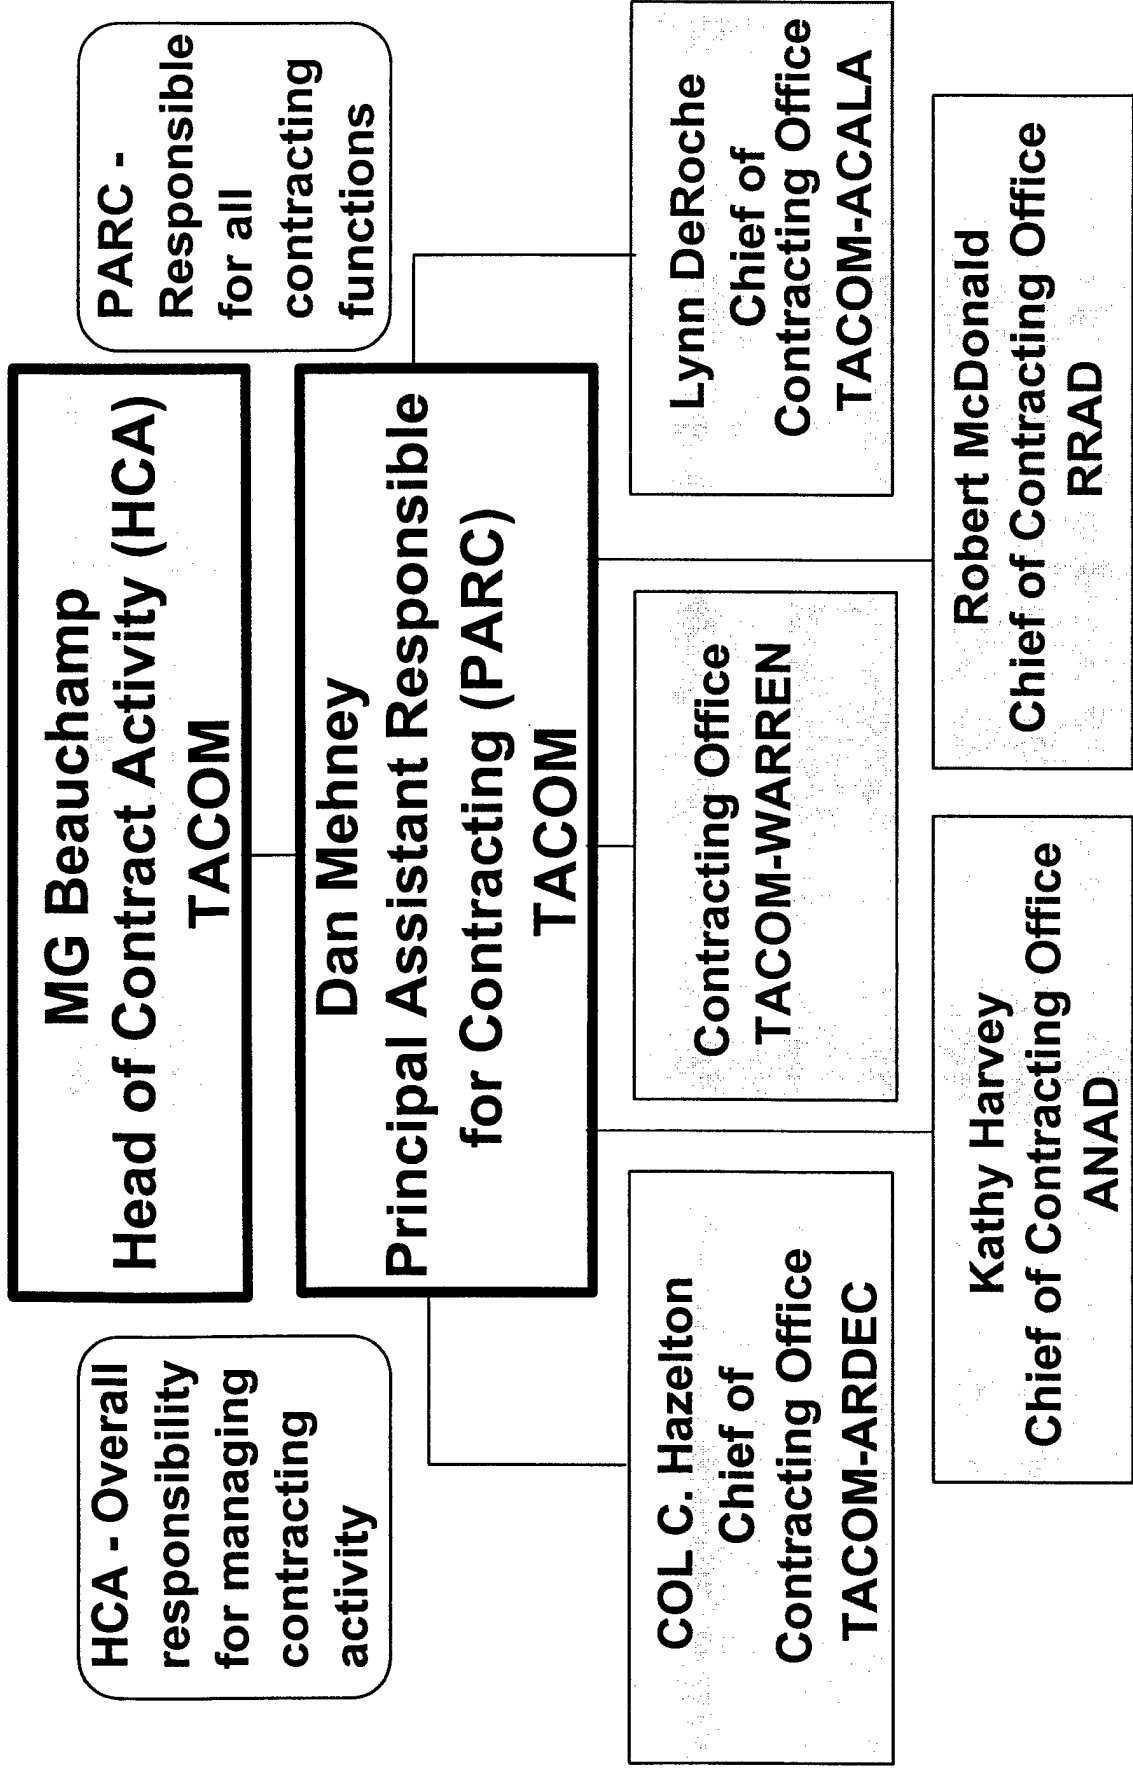 MG Beauchamp
Head of Contract Activity (HCA)
TACOM
HCA - Overall
responsibility
for managing
contracting
activity
PARC -
Responsible
for all
contracting
functions
Dan Mehney
Principal Assistant Responsible
for Contracting (PARC)
TACOM
COL C. Hazelton
Chief of
Contracting Office
TACOM-ARDEC
Contracting Office
TACOM-WARREN
Lynn DeRoche
Chief of
Contracting Office
TACOM-ACALA
Kathy Harvey
Chief of Contracting Office
ANAD
Robert McDonald
Chief of Contracting Office
RRAD